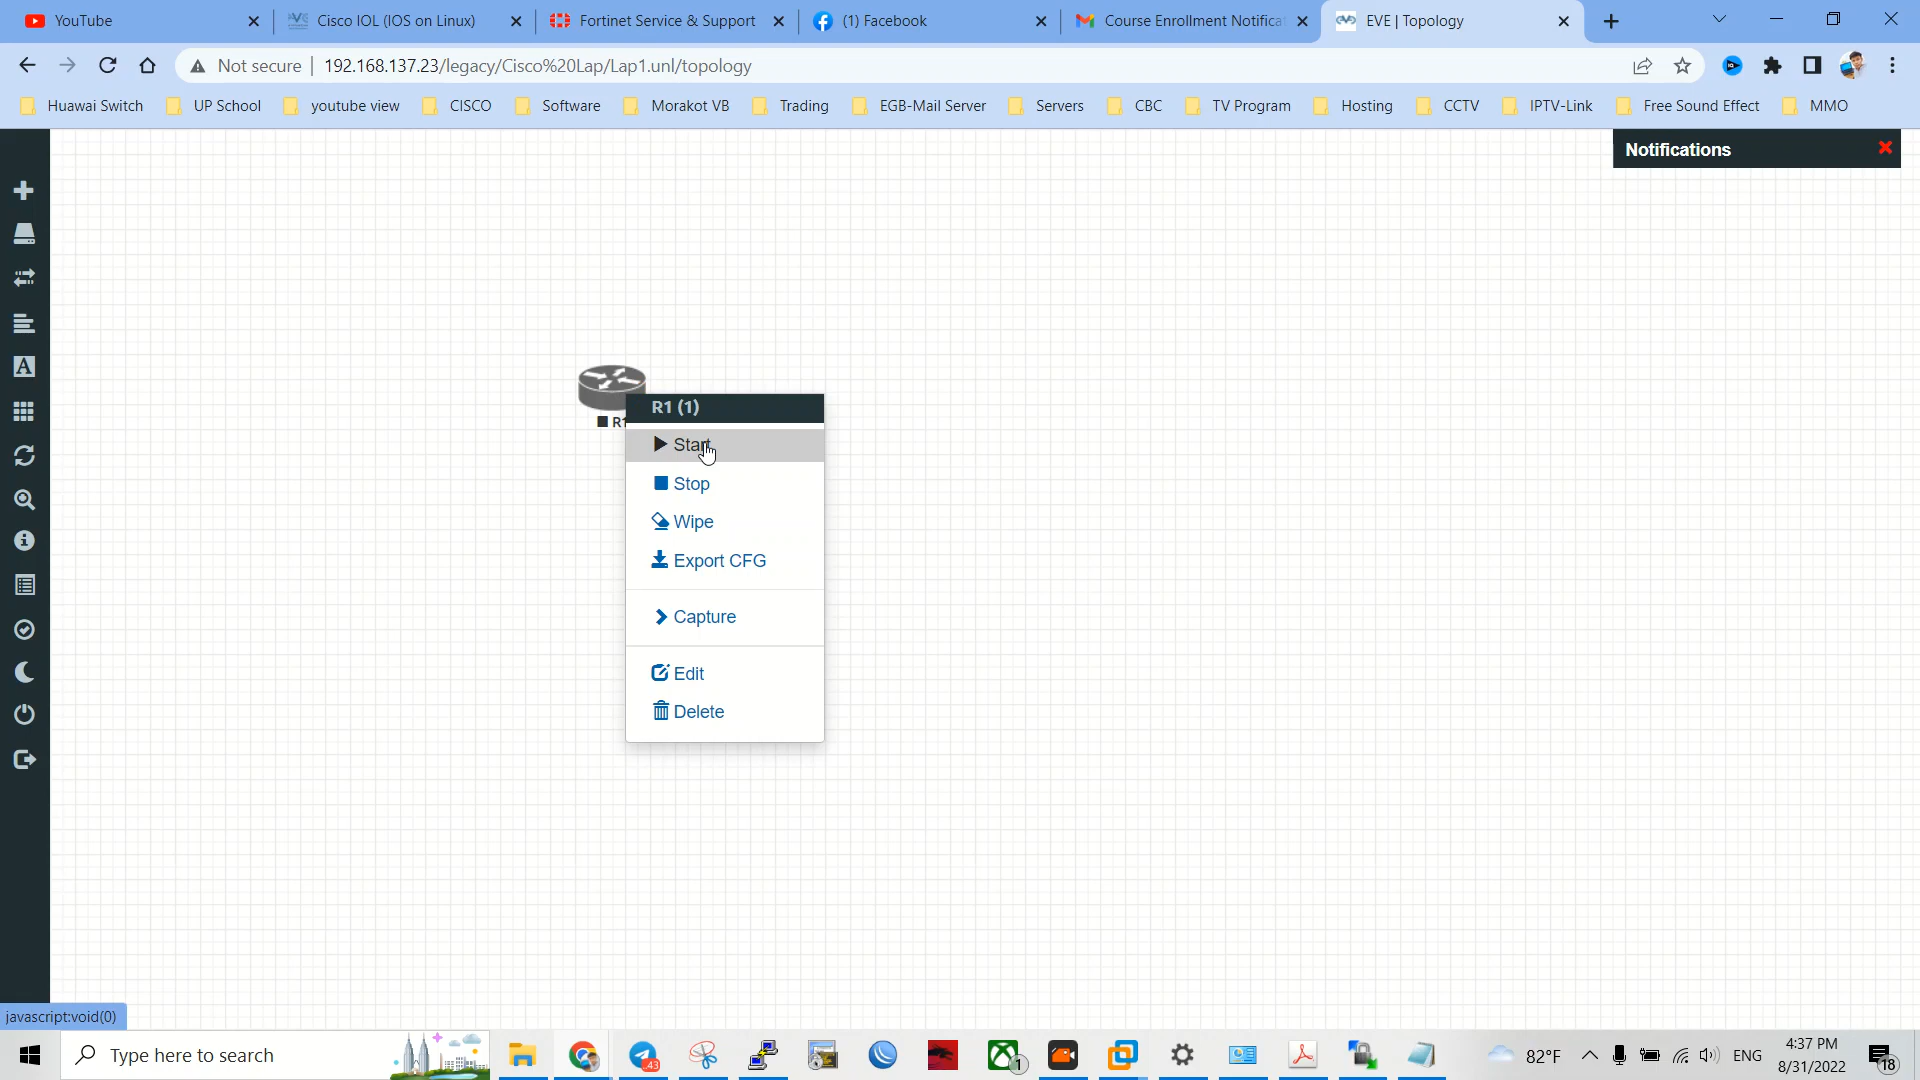 YouTube
Cisco IOL (IOS on Linux)
Fortinet Service & Support
(1) Facebook
Course Enrollment Notifica
EVE | Topology
Not secure 192.168.137.23/legacy/Cisco%20Lap/Lap1.unl/topology
Huawai Switch
UP School
youtube view
CISCO
Software
Morakot VB
Trading
EGB-Mail Server
Servers
CBC
TV Program
Hosting
CCTV
IPTV-Link
Free Sound Effect
MMO
Notifications
R1
R1 (1)
Start
Stop
Wipe
Export CFG
Capture
Edit
Delete
javascript:void(0)
Type here to search
43
1
82°F
ENG
4:37 PM
8/31/2022
18